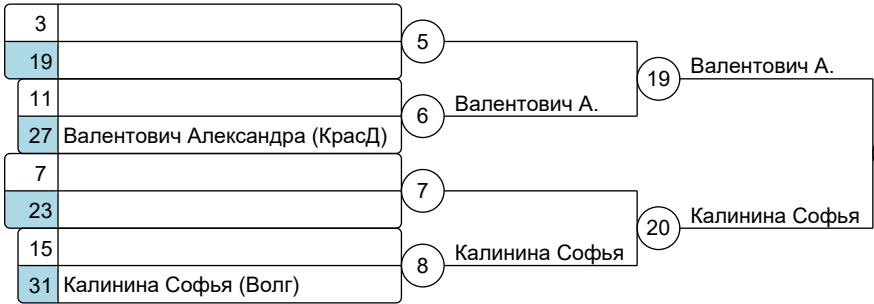 3
5
19
Валентович А.
19
11
6
Валентович А.
27 Валентович Александра (КрасД)
7
7
23
Калинина Софья
20
15
8
Калинина Софья
31 Калинина Софья (Волг)